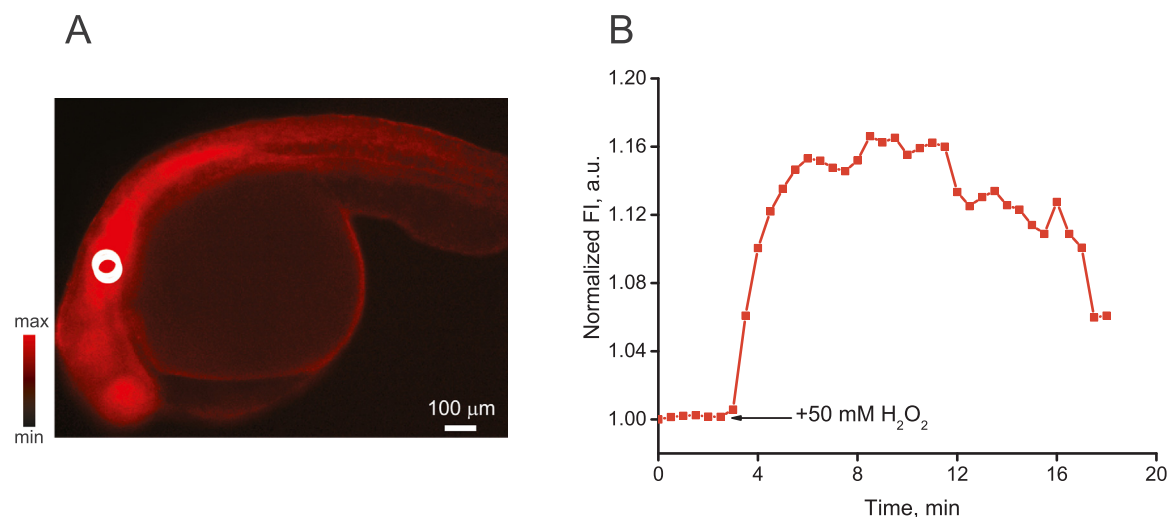 A
max
min
100 μm
B
Normalized FI, a.u.
1.20
1.16
1.12
1.08
1.04
1.00
+50 mM H₂O₂
0 4 8 12 16 20
Time, min